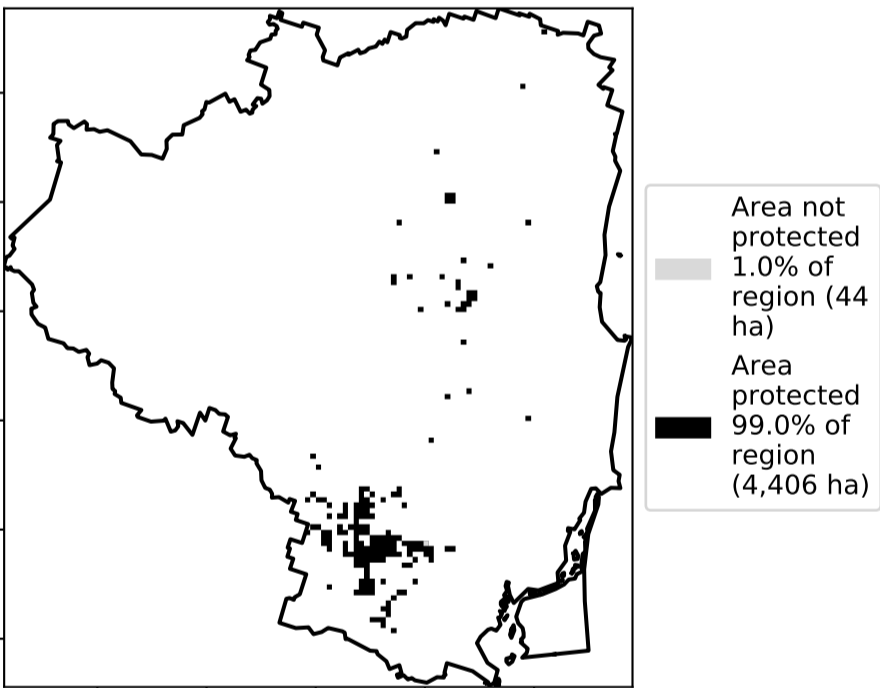 Area not
protected
1.0% of
region (44
ha)
Area
protected
99.0% of
region
(4,406 ha)